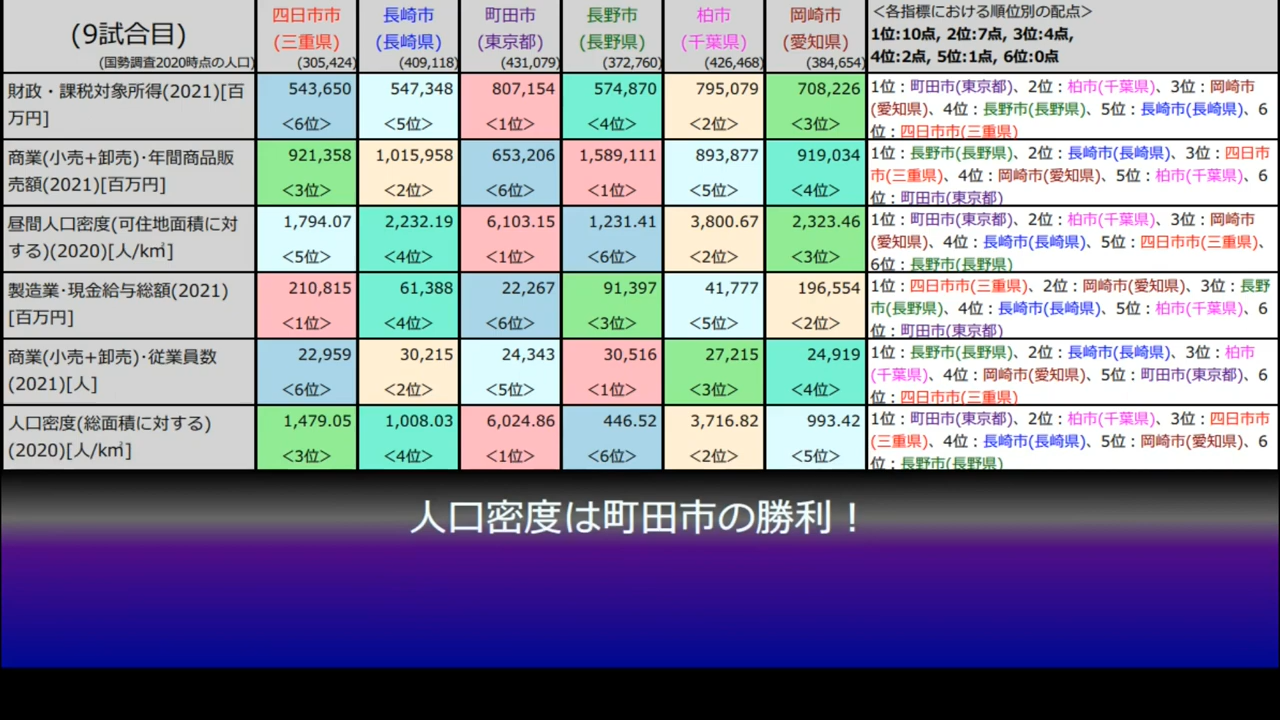 (9試合目)
(国勢調査2020時点の人口)
四日市市
(三重県)
(305,424)
長崎市
(長崎県)
(409,118)
町田市
(東京都)
(431,079)
長野市
(長野県)
(372,760)
柏市
(千葉県)
(426,468)
岡崎市
(愛知県)
(384,654)
<各指標における順位別の配点>
1位:10点, 2位:7点, 3位:4点,
4位:2点, 5位:1点, 6位:0点
財政・課税対象所得(2021)[百
万円]
543,650 547,348 807,154 574,870 795,079 708,226
<6位> <5位> <1位> <4位> <2位> <3位>
1位：町田市(東京都)、2位：柏市(千葉県)、3位：岡崎市
(愛知県)、4位：長野市(長野県)、5位：長崎市(長崎県)、6
位：四日市市(三重県)
商業(小売+卸売)･年間商品販
売額(2021)[百万円]
921,358 1,015,958 653,206 1,589,111 893,877 919,034
<3位> <2位> <6位> <1位> <5位> <4位>
1位：長野市(長野県)、2位：長崎市(長崎県)、3位：四日市
市(三重県)、4位：岡崎市(愛知県)、5位：柏市(千葉県)、6
位：町田市(東京都)
昼間人口密度(可住地面積に対
する)(2020)[人/k㎡]
1,794.07 2,232.19 6,103.15 1,231.41 3,800.67 2,323.46
<5位> <4位> <1位> <6位> <2位> <3位>
1位：町田市(東京都)、2位：柏市(千葉県)、3位：岡崎市
(愛知県)、4位：長崎市(長崎県)、5位：四日市市(三重県)、
6位：長野市(長野県)
製造業･現金給与総額(2021)
[百万円]
210,815 61,388 22,267 91,397 41,777 196,554
<1位> <4位> <6位> <3位> <5位> <2位>
1位：四日市市(三重県)、2位：岡崎市(愛知県)、3位：長野
市(長野県)、4位：長崎市(長崎県)、5位：柏市(千葉県)、6
位：町田市(東京都)
商業(小売+卸売)･従業員数
(2021)[人]
22,959 30,215 24,343 30,516 27,215 24,919
<6位> <2位> <5位> <1位> <3位> <4位>
1位：長野市(長野県)、2位：長崎市(長崎県)、3位：柏市
(千葉県)、4位：岡崎市(愛知県)、5位：町田市(東京都)、6
位：四日市市(三重県)
人口密度(総面積に対する)
(2020)[人/k㎡]
1,479.05 1,008.03 6,024.86 446.52 3,716.82 993.42
<3位> <4位> <1位> <6位> <2位> <5位>
1位：町田市(東京都)、2位：柏市(千葉県)、3位：四日市市
(三重県)、4位：長崎市(長崎県)、5位：岡崎市(愛知県)、6
位：長野市(長野県)
人口密度は町田市の勝利！